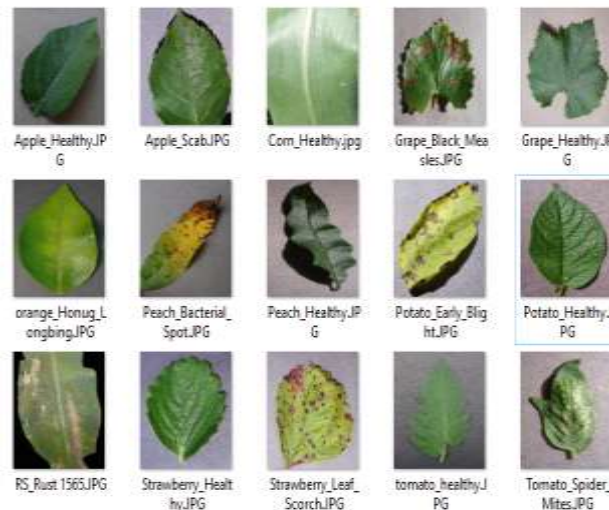 Apple_Healthy.JP
G
Apple_Scab.JPG
Corn_Healthy.jpg
Grape_Black_Mea
sles.JPG
Grape_Healthy.JP
G
orange_Honug_L
ongbing.JPG
Peach_Bacterial_
Spot.JPG
Peach_Healthy.JP
G
Potato_Early_Blig
ht.JPG
Potato_Healthy.J
PG
RS_Rust 1565.JPG
Strawberry_Healt
hy.JPG
Strawberry_Leaf_
Scorch.JPG
tomato_healthy.J
PG
Tomato_Spider_
Mites.JPG